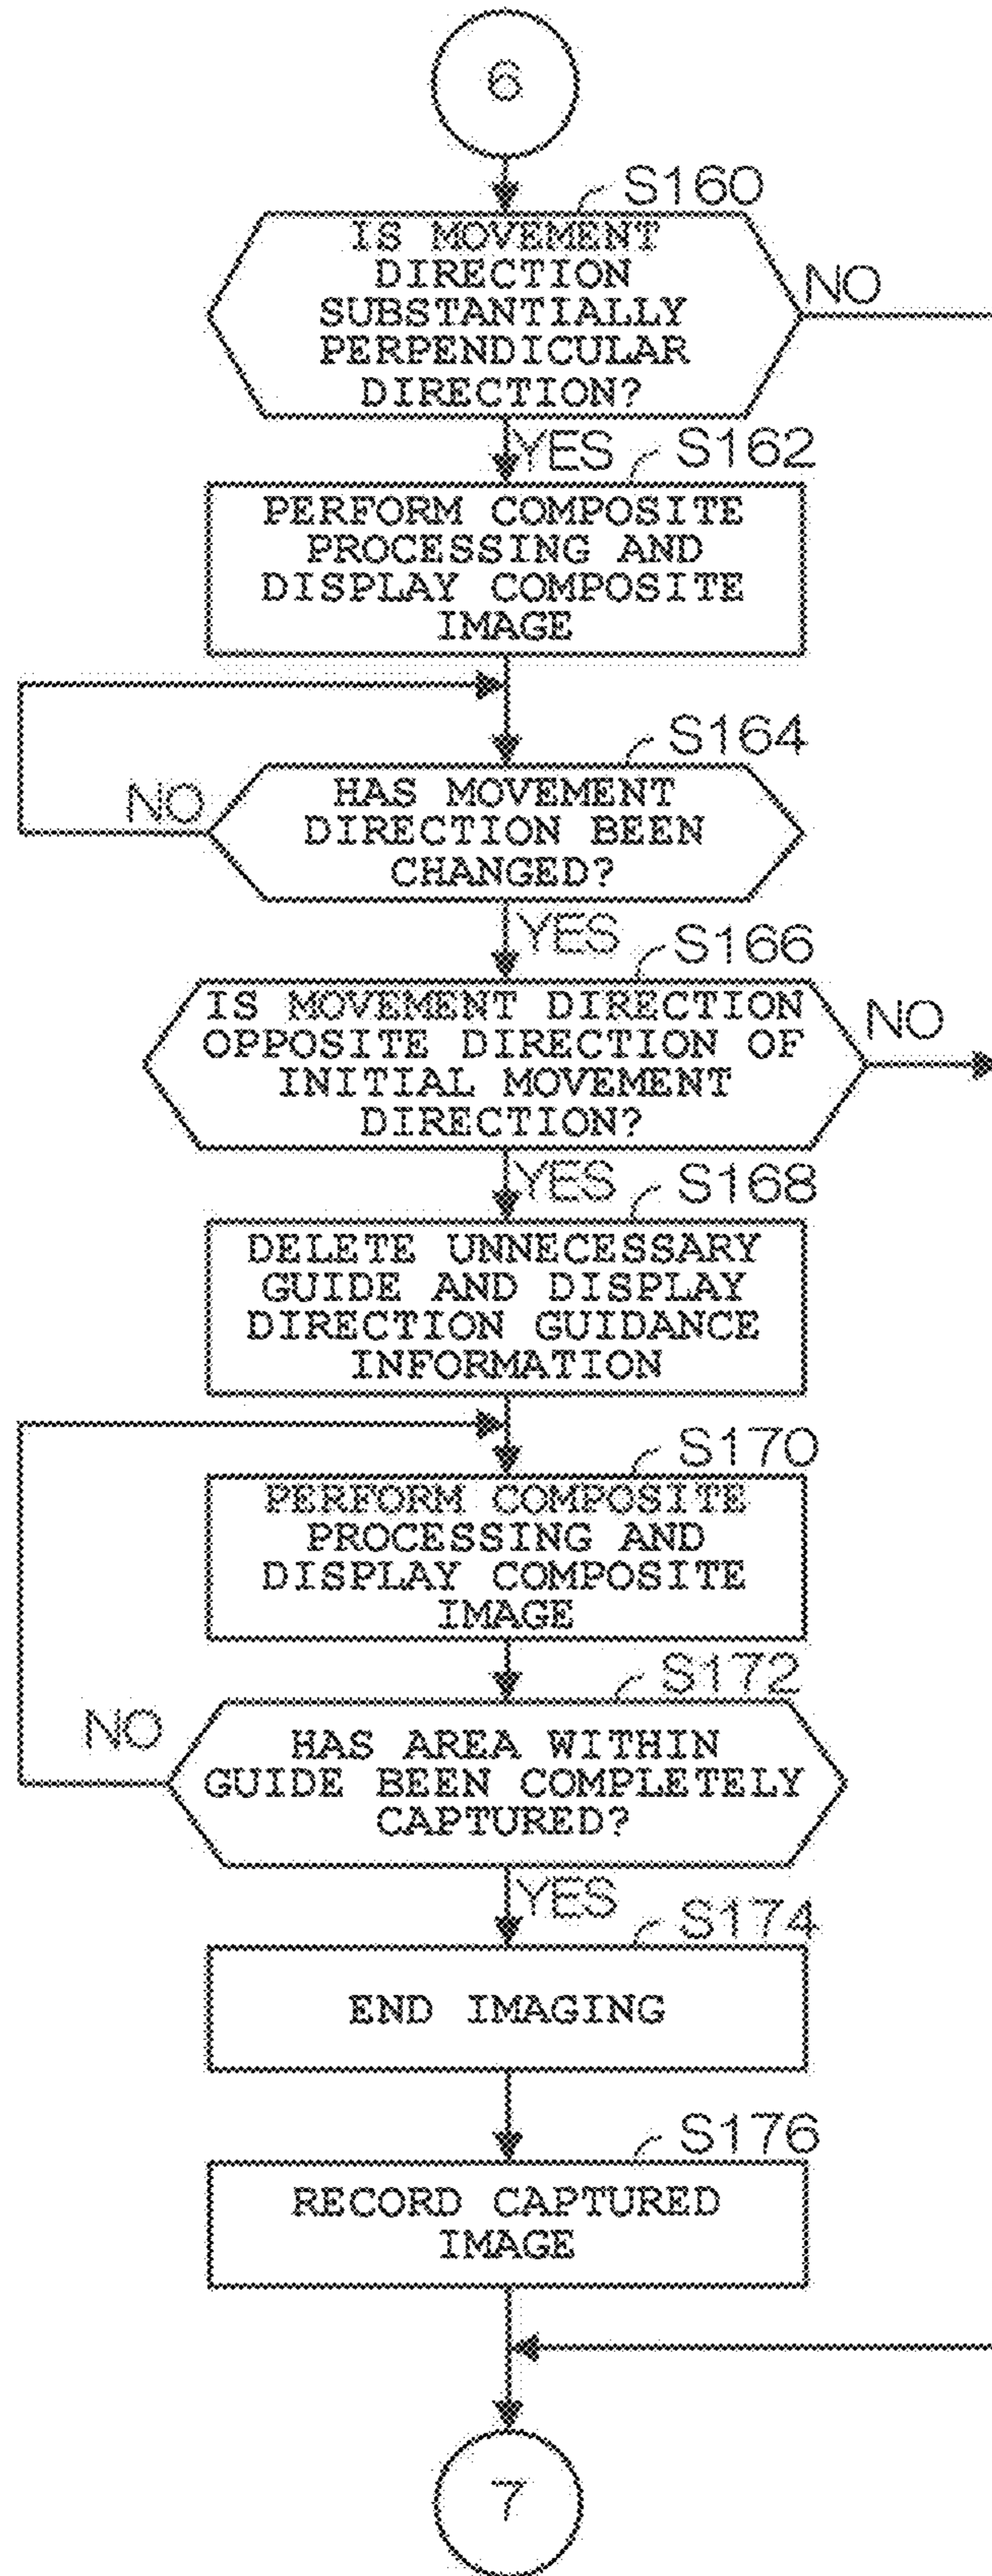 6
S160
IS MOVEMENT
DIRECTION
SUBSTANTIALLY
PERPENDICULAR
DIRECTION?
NO
YES
S162
PERFORM COMPOSITE
PROCESSING AND
DISPLAY COMPOSITE
IMAGE
S164
HAS MOVEMENT
DIRECTION BEEN
CHANGED?
NO
YES
S166
IS MOVEMENT DIRECTION
OPPOSITE DIRECTION OF
INITIAL MOVEMENT
DIRECTION?
NO
YES
S168
DELETE UNNECESSARY
GUIDE AND DISPLAY
DIRECTION GUIDANCE
INFORMATION
S170
PERFORM COMPOSITE
PROCESSING AND
DISPLAY COMPOSITE
IMAGE
S172
HAS AREA WITHIN
GUIDE BEEN COMPLETELY
CAPTURED?
NO
YES
S174
END IMAGING
S176
RECORD CAPTURED
IMAGE
7